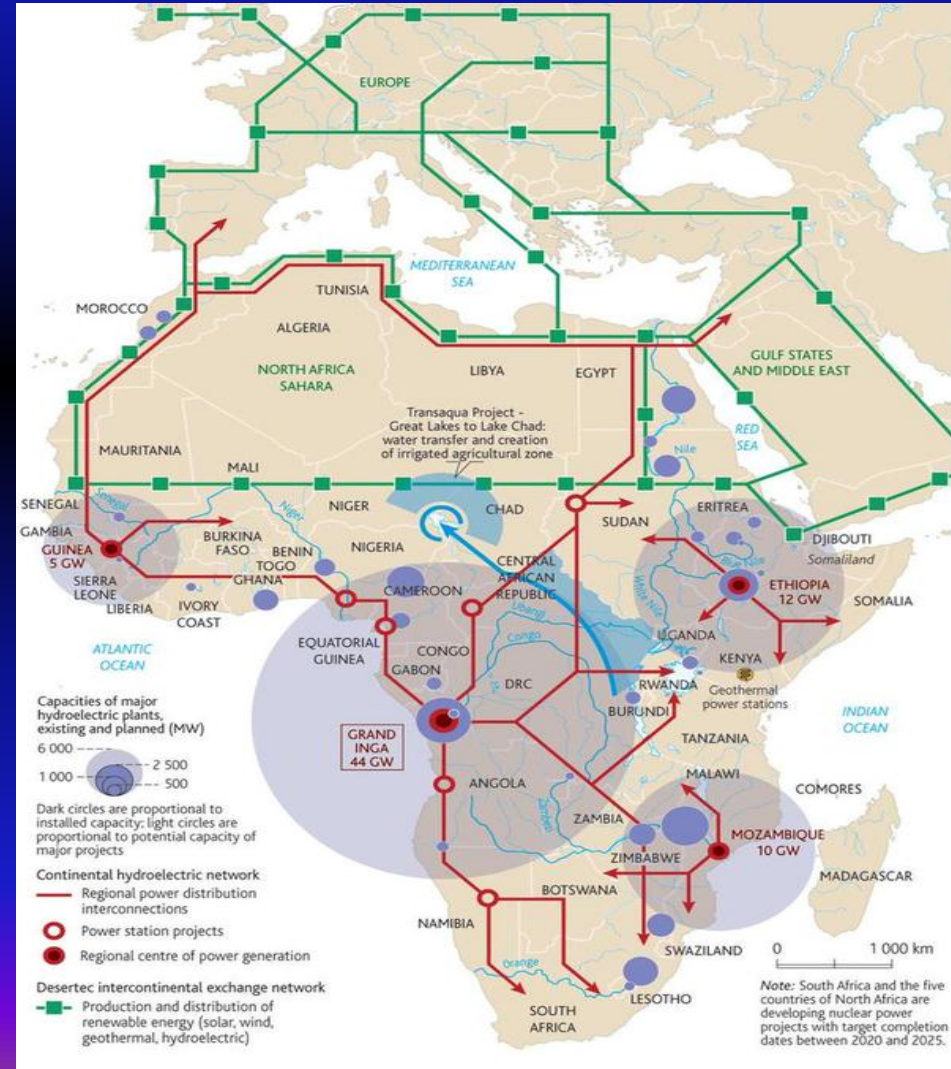 EUROPE
MEDITERRANEAN
SEA
MOROCCO
TUNISIA
ALGERIA
NORTH AFRICA
SAHARA
LIBYA
EGYPT
GULF STATES
AND MIDDLE EAST
RED
SEA
Transaqua Project -
Great Lakes to Lake Chad:
water transfer and creation
of irrigated agricultural zone
Nile
MAURITANIA
MALI
NIGER
CHAD
SUDAN
ERITREA
SENEGAL
Senegal
GAMBIA
GUINEA
5 GW
Niger
BURKINA
FASO
BENIN
TOGO
GHANA
NIGERIA
DJIBOUTI
Somaliland
Blue Nile
ETHIOPIA
12 GW
SOMALIA
SIERRA
LEONE
LIBERIA
IVORY
COAST
CAMEROON
CENTRAL
AFRICAN
REPUBLIC
White Nile
Ubangi
UGANDA
KENYA
Geothermal
power stations
ATLANTIC
OCEAN
EQUATORIAL
GUINEA
CONGO
Congo
GABON
DRC
RWANDA
BURUNDI
INDIAN
OCEAN
TANZANIA
GRAND
INGA
44 GW
ANGOLA
MALAWI
COMORES
Zambezi
ZAMBIA
MOZAMBIQUE
10 GW
ZIMBABWE
MADAGASCAR
BOTSWANA
NAMIBIA
SWAZILAND
Orange
LESOTHO
SOUTH
AFRICA
Capacities of major
hydroelectric plants,
existing and planned (MW)
6 000
2 500
1 000
500
Dark circles are proportional to
installed capacity; light circles are
proportional to potential capacity of
major projects
Continental hydroelectric network
Regional power distribution
interconnections
Power station projects
Regional centre of power generation
Desertec intercontinental exchange network
Production and distribution of
renewable energy (solar, wind,
geothermal, hydroelectric)
0 1 000 km
Note: South Africa and the five
countries of North Africa are
developing nuclear power
projects with target completion
dates between 2020 and 2025.